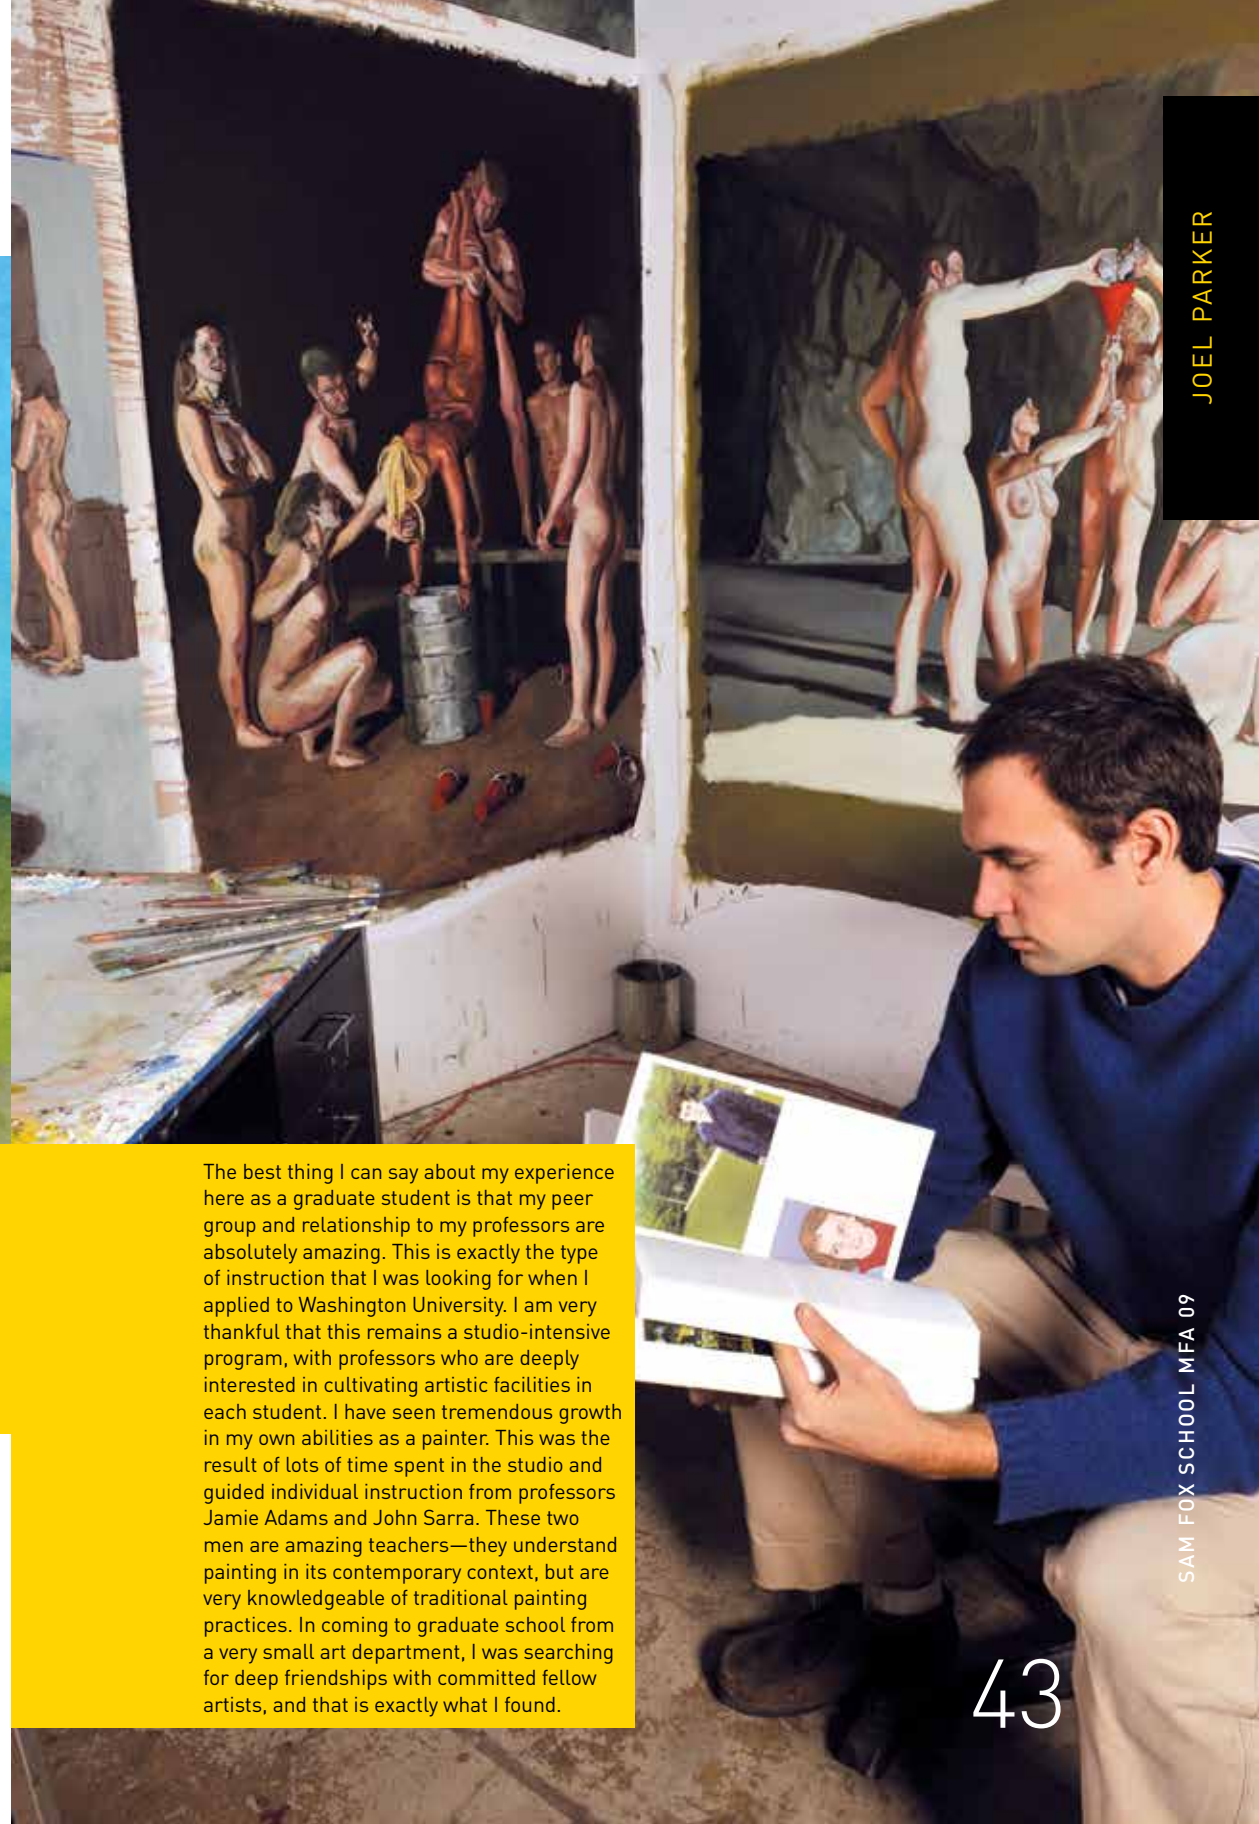 JOEL PARKER
The best thing I can say about my experience
here as a graduate student is that my peer
group and relationship to my professors are
absolutely amazing. This is exactly the type
of instruction that I was looking for when I
applied to Washington University. I am very
thankful that this remains a studio-intensive
program, with professors who are deeply
interested in cultivating artistic facilities in
each student. I have seen tremendous growth
in my own abilities as a painter. This was the
result of lots of time spent in the studio and
guided individual instruction from professors
Jamie Adams and John Sarra. These two
men are amazing teachers—they understand
painting in its contemporary context, but are
very knowledgeable of traditional painting
practices. In coming to graduate school from
a very small art department, I was searching
for deep friendships with committed fellow
artists, and that is exactly what I found.
SAM FOX SCHOOL MFA 09
43